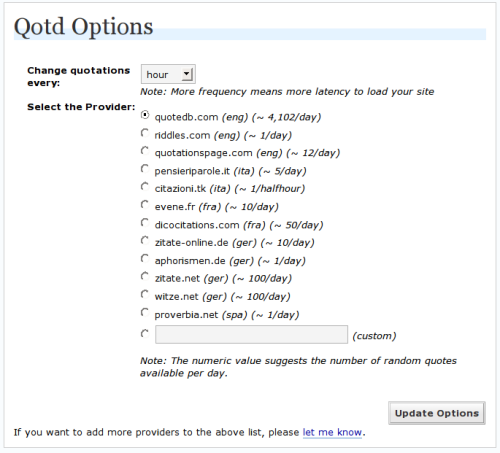 Qotd Options
Change quotations every:
hour
Note: More frequency means more latency to load your site
Select the Provider:
quotedb.com (eng) (~ 4,102/day)
riddles.com (eng) (~ 1/day)
quotationspage.com (eng) (~ 12/day)
pensieriparole.it (ita) (~ 5/day)
citazioni.tk (ita) (~ 1/halfhour)
evene.fr (fra) (~ 10/day)
dicocitations.com (fra) (~ 50/day)
zitate-online.de (ger) (~ 10/day)
aphorismen.de (ger) (~ 1/day)
zitate.net (ger) (~ 100/day)
witze.net (ger) (~ 100/day)
proverbia.net (spa) (~ 1/day)
(custom)
Note: The numeric value suggests the number of random quotes
available per day.
Update Options
If you want to add more providers to the above list, please let me know.